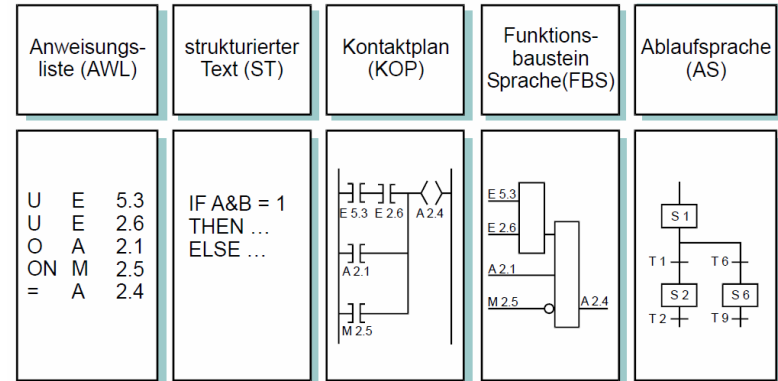 Anweisungs-
liste (AWL)
strukturierter
Text (ST)
Kontaktplan
(KOP)
Funktions-
baustein
Sprache(FBS)
Ablaufsprache
(AS)
U E 5.3
U E 2.6
O A 2.1
ON M 2.5
= A 2.4
IF A&B = 1
THEN ...
ELSE ...
E 5.3 E 2.6 A 2.4
A 2.1
M 2.5
E 5.3
E 2.6
A 2.1
M 2.5 A 2.4
S 1
T 1 T 6
S 2 S 6
T 2 T 9